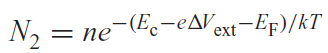 N₂ = ne^{−(E_c−eΔV_ext−E_F)/kT}